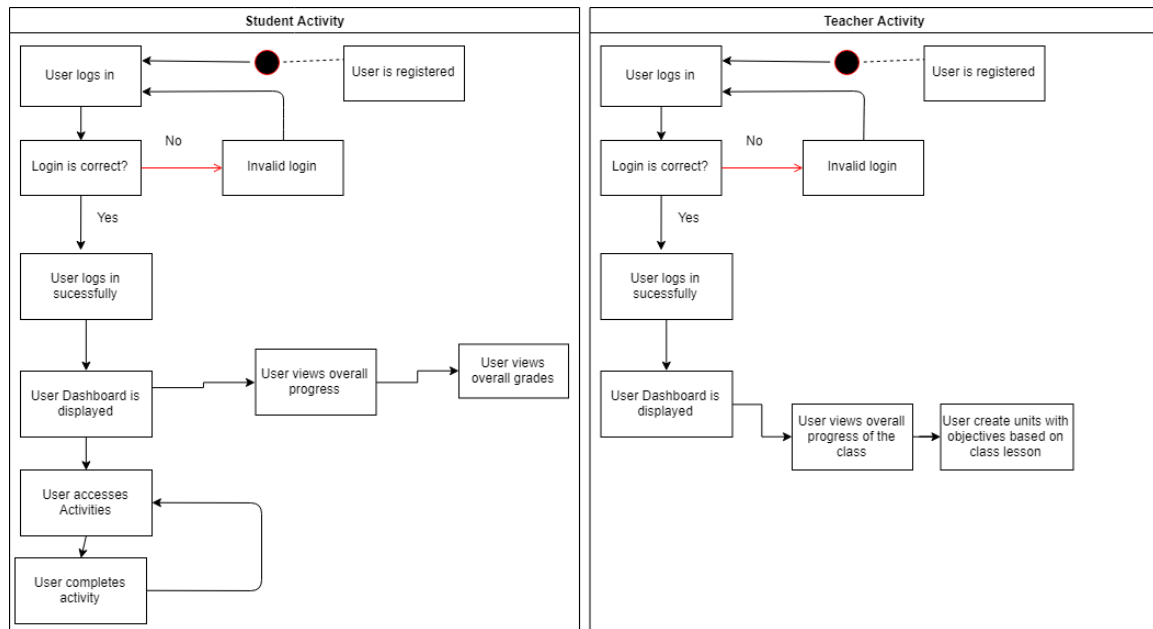 Student Activity
User logs in
User is registered
Login is correct?
No
Invalid login
Yes
User logs in
sucessfully
User Dashboard is
displayed
User views overall
progress
User views
overall grades
User accesses
Activities
User completes
activity
Teacher Activity
User logs in
User is registered
Login is correct?
No
Invalid login
Yes
User logs in
sucessfully
User Dashboard is
displayed
User views overall
progress of the
class
User create units with
objectives based on
class lesson